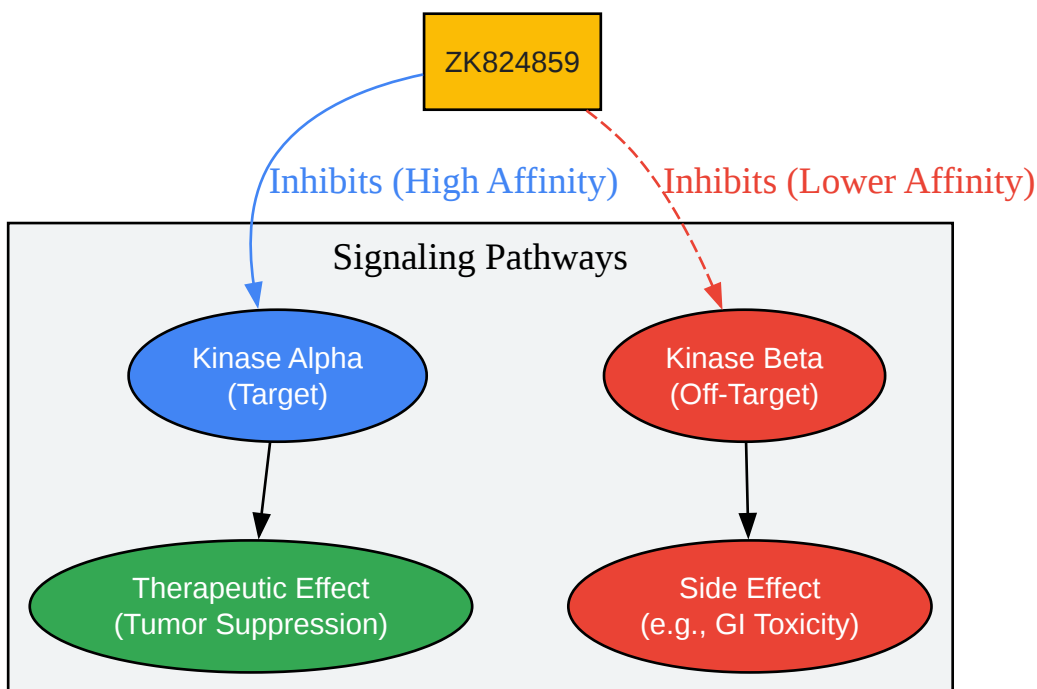 ZK824859
Inhibits (High Affinity)
Inhibits (Lower Affinity)
Signaling Pathways
Kinase Alpha
(Target)
Kinase Beta
(Off-Target)
Therapeutic Effect
(Tumor Suppression)
Side Effect
(e.g., GI Toxicity)